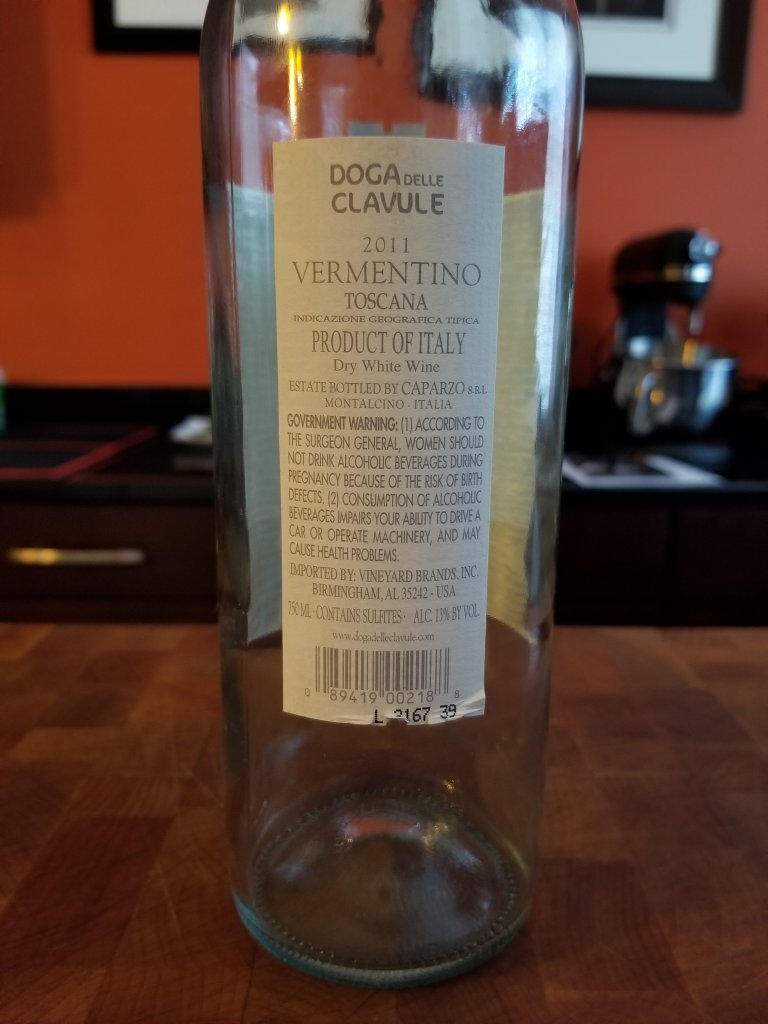 DOGA DELLE
CLAVULE
2011
VERMENTINO
TOSCANA
INDICAZIONE GEOGRAFICA TIPICA
PRODUCT OF ITALY
Dry White Wine
ESTATE BOTTLED BY CAPARZO S.R.L
MONTALCINO - ITALIA
GOVERNMENT WARNING: (1) ACCORDING TO
THE SURGEON GENERAL, WOMEN SHOULD
NOT DRINK ALCOHOLIC BEVERAGES DURING
PREGNANCY BECAUSE OF THE RISK OF BIRTH
DEFECTS. (2) CONSUMPTION OF ALCOHOLIC
BEVERAGES IMPAIRS YOUR ABILITY TO DRIVE A
CAR OR OPERATE MACHINERY, AND MAY
CAUSE HEALTH PROBLEMS.
IMPORTED BY: VINEYARD BRANDS, INC.
BIRMINGHAM, AL 35242 - USA
750 ML · CONTAINS SULFITES · ALC. 13% BY VOL.
www.dogadelleclavule.com
0 89419 00218 8
L 39